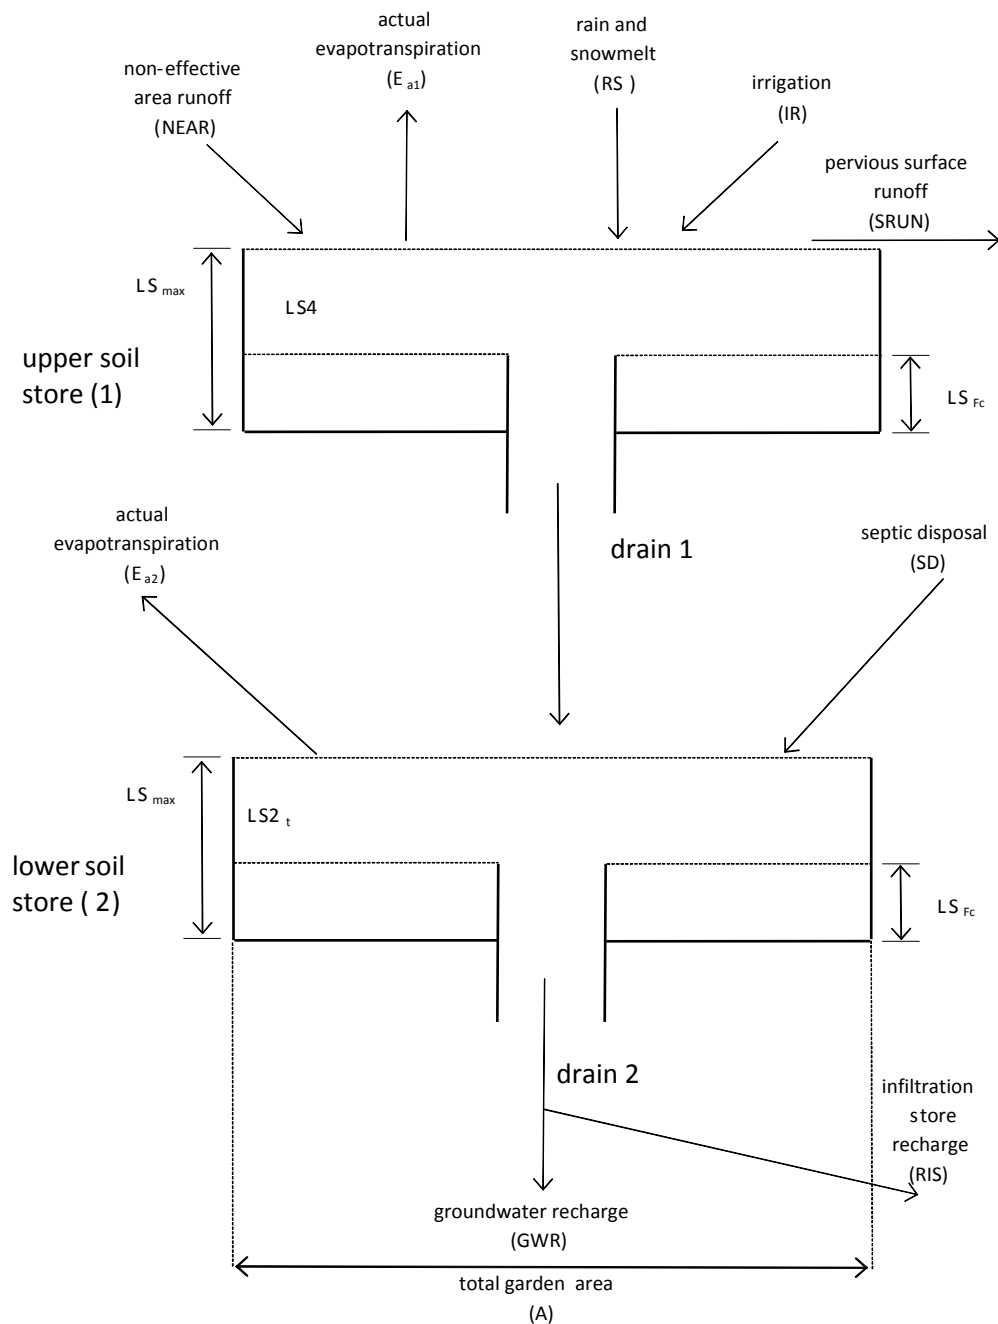 actual
evapotranspiration
(E a1)
rain and
snowmelt
(RS )
non-effective
area runoff
(NEAR)
irrigation
(IR)
pervious surface
runoff
(SRUN)
LS max
LS4
upper soil
store (1)
LS Fc
actual
evapotranspiration
(E a2)
drain 1
septic disposal
(SD)
LS max
LS2 t
lower soil
store ( 2)
LS Fc
drain 2
infiltration
store
recharge
(RIS)
groundwater recharge
(GWR)
total garden area
(A)